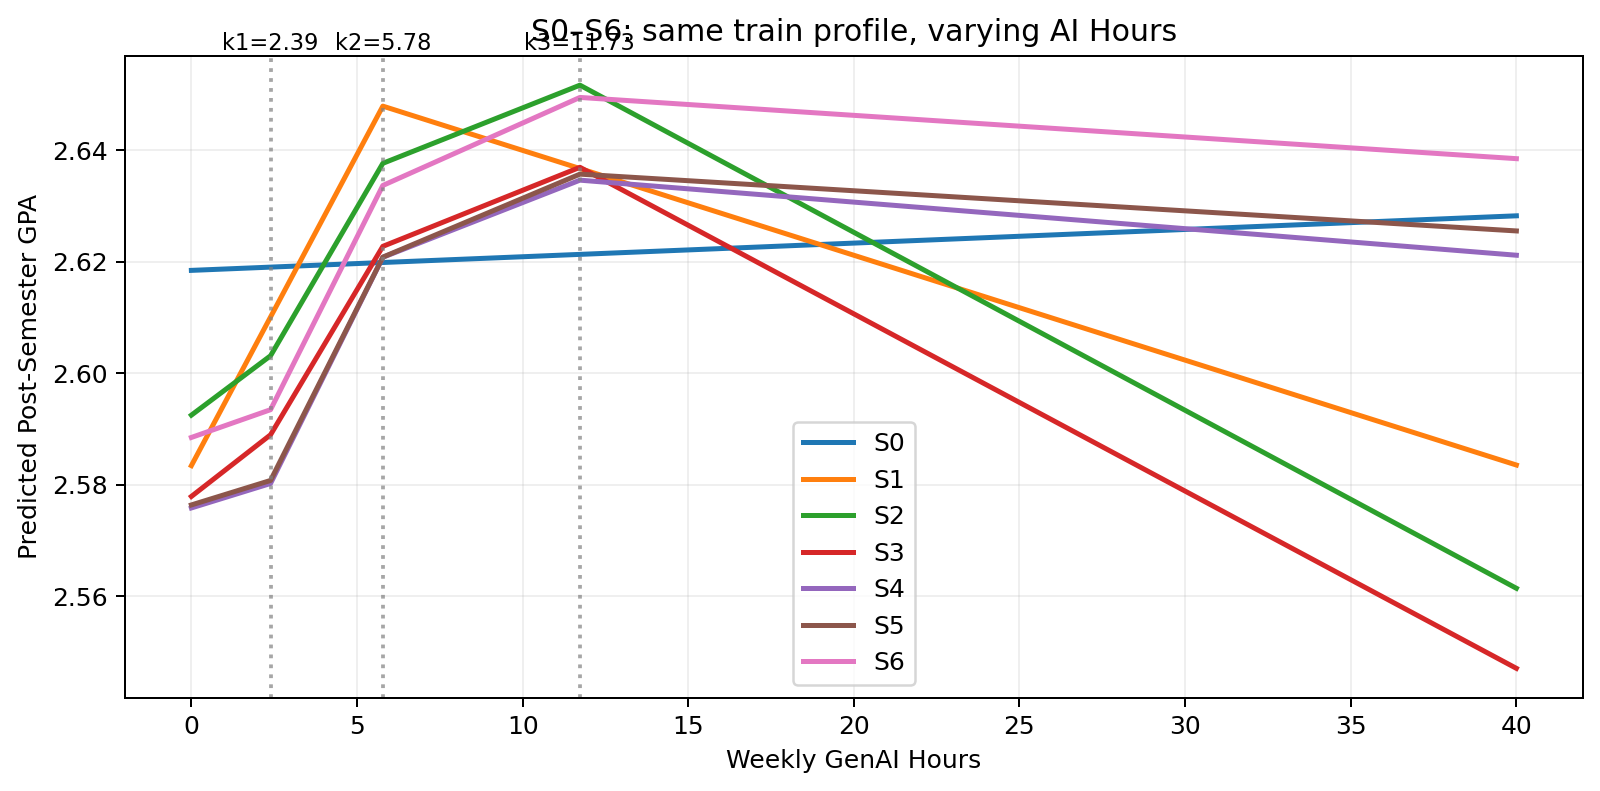 S0–S6: same train profile, varying AI Hours
k1=2.39
k2=5.78
k3=11.73
Predicted Post-Semester GPA
2.64
2.62
2.60
2.58
2.56
S0
S1
S2
S3
S4
S5
S6
0
5
10
15
20
25
30
35
40
Weekly GenAI Hours